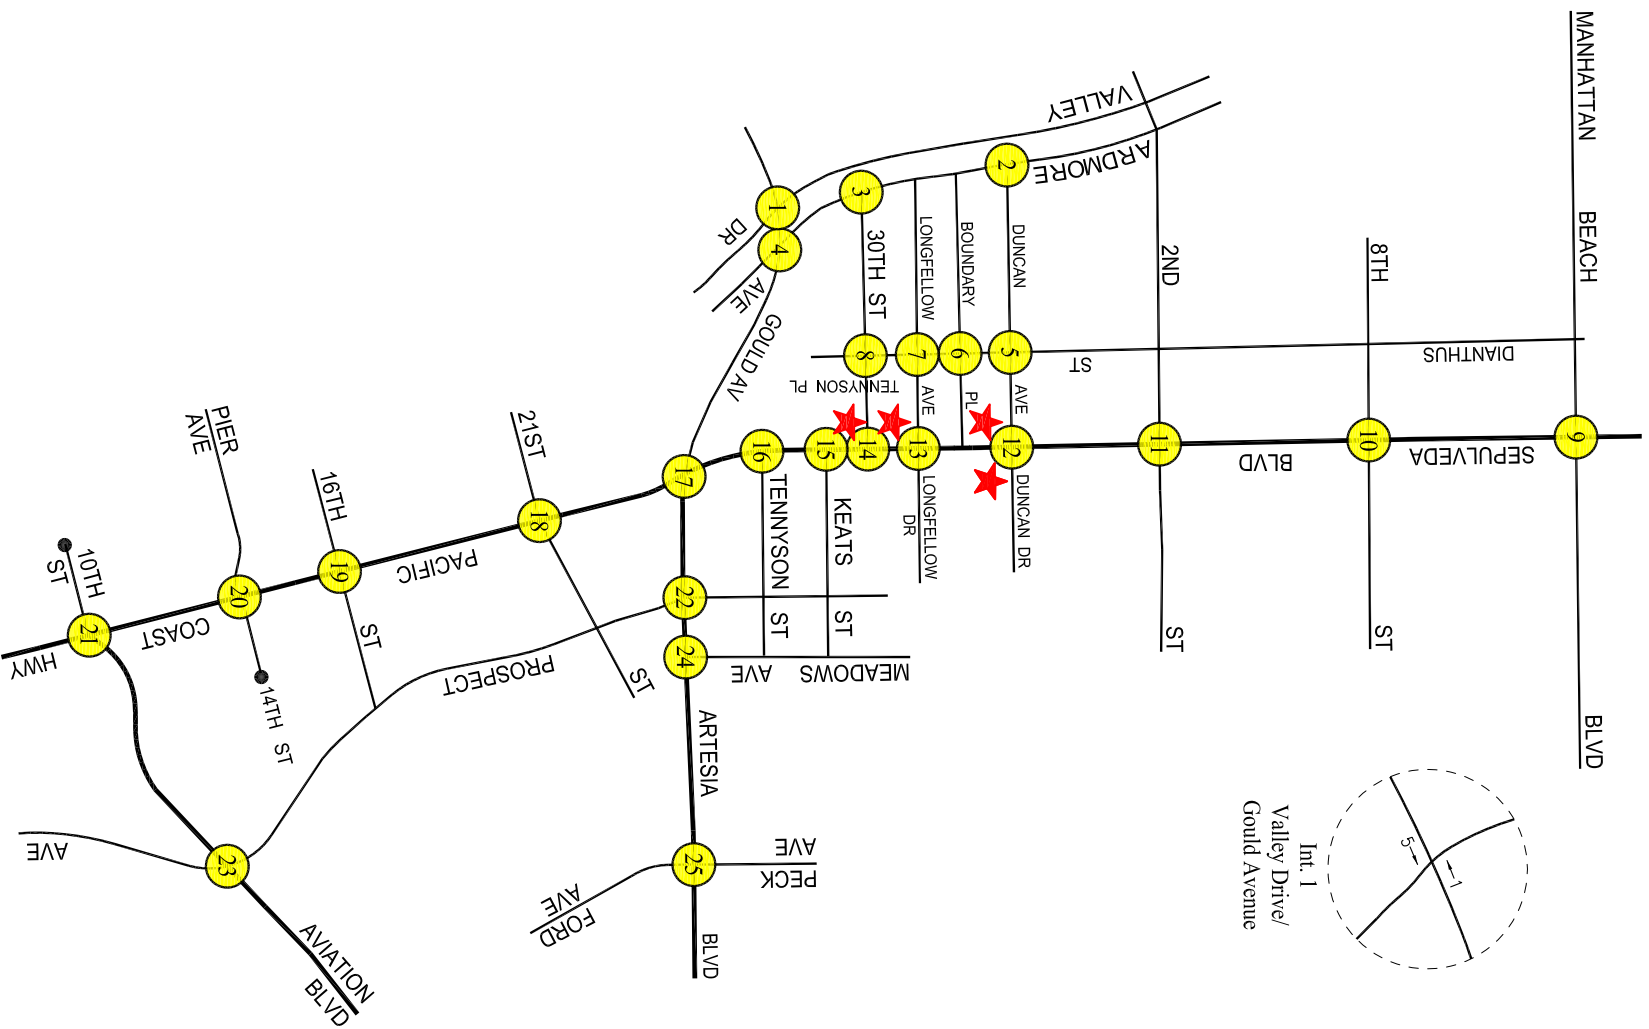 MANHATTAN
BEACH
BLVD
VALLEY
DR
ARDMORE
AVE
2
3
1
4
30TH ST
LONGFELLOW
AVE
BOUNDARY
PL
DUNCAN
AVE
2ND
ST
8TH
ST
DIANTHUS
ST
5
6
7
8
TENNYSON PL
GOULD AV
9
10
11
12
13
14
15
16
17
SEPULVEDA
BLVD
DUNCAN DR
LONGFELLOW
DR
KEATS
ST
TENNYSON
ST
PIER
AVE
21ST
ST
16TH
ST
10TH
ST
14TH ST
18
19
20
21
22
24
PACIFIC
COAST
HWY
PROSPECT
AVE
MEADOWS
AVE
ARTESIA
BLVD
23
25
AVE
PECK
FORD
AVE
AVIATION
BLVD
1
5
Int. 1
Valley Drive/
Gould Avenue